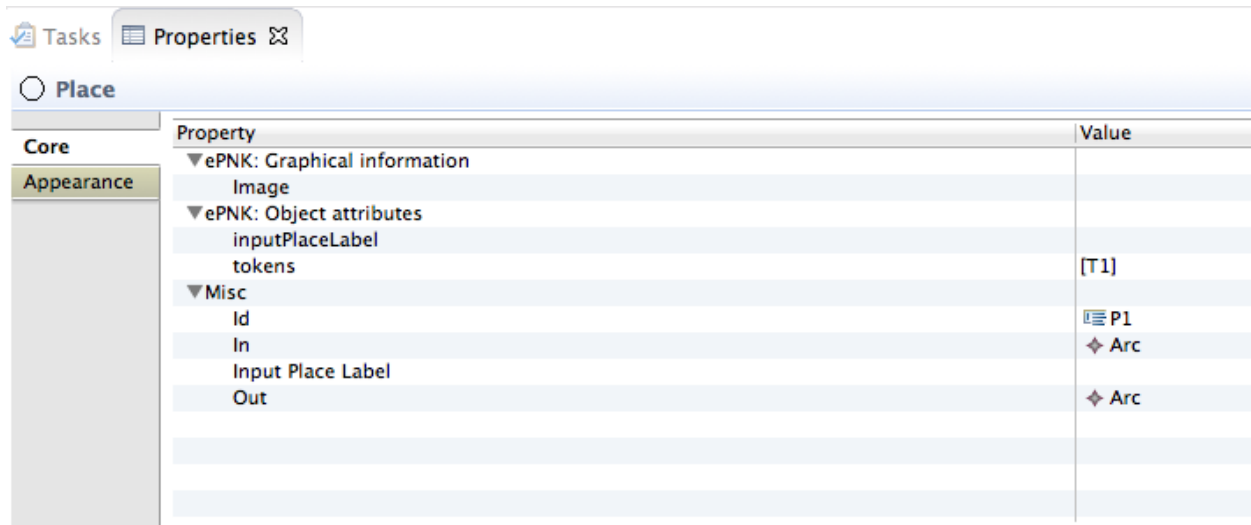 Tasks Properties
Place
Core
Appearance
Property Value
ePNK: Graphical information
Image
ePNK: Object attributes
inputPlaceLabel
tokens [T1]
Misc
Id P1
In Arc
Input Place Label
Out Arc